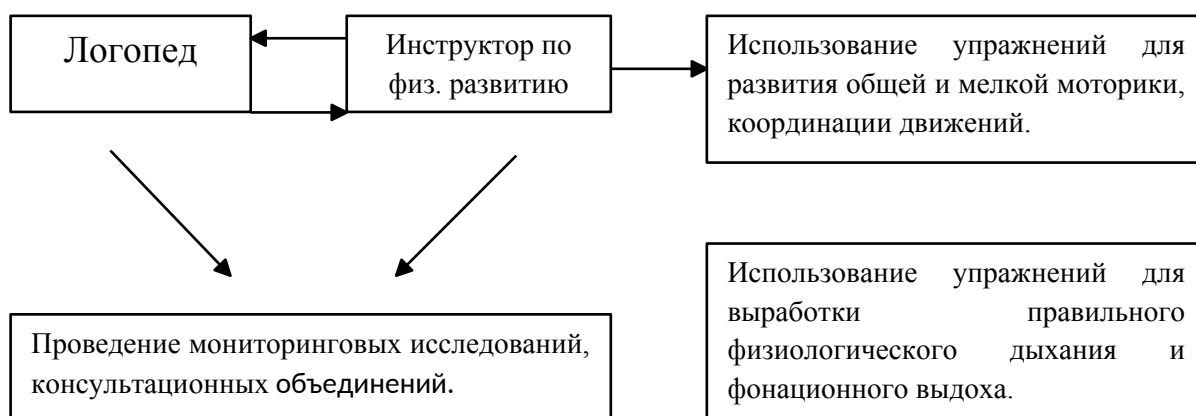 Логопед
Инструктор по
физ. развитию
Использование упражнений для
развития общей и мелкой моторики,
координации движений.
Проведение мониторинговых исследований,
консультационных объединений.
Использование упражнений для
выработки правильного
физиологического дыхания и
фонационного выдоха.